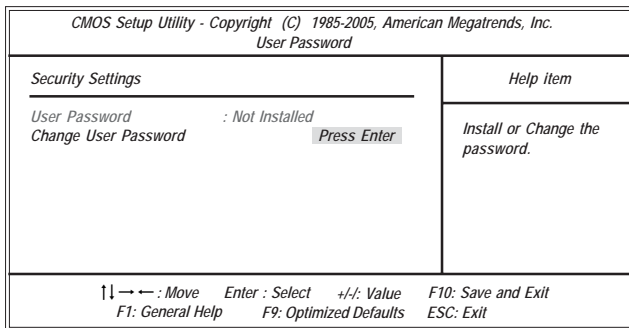 CMOS Setup Utility - Copyright (C) 1985-2005, American Megatrends, Inc.
User Password
Security Settings
Help item
User Password : Not Installed
Change User Password Press Enter
Install or Change the
password.
↑↓→← : Move Enter : Select +/-/: Value F10: Save and Exit
F1: General Help F9: Optimized Defaults ESC: Exit